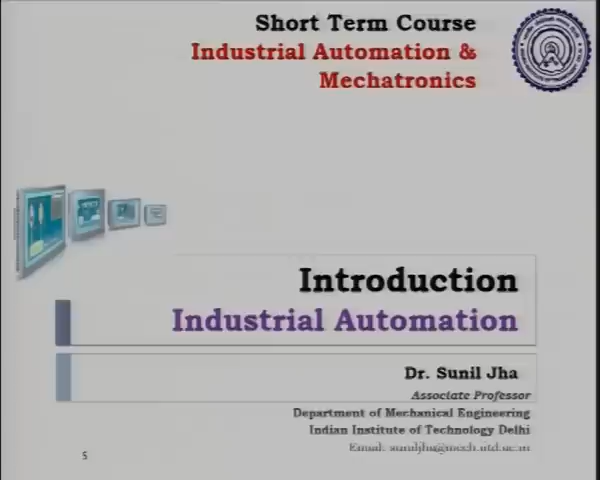 Short Term Course
Industrial Automation &
Mechatronics
Introduction
Industrial Automation
Dr. Sunil Jha
Associate Professor
Department of Mechanical Engineering
Indian Institute of Technology Delhi
Email:
5